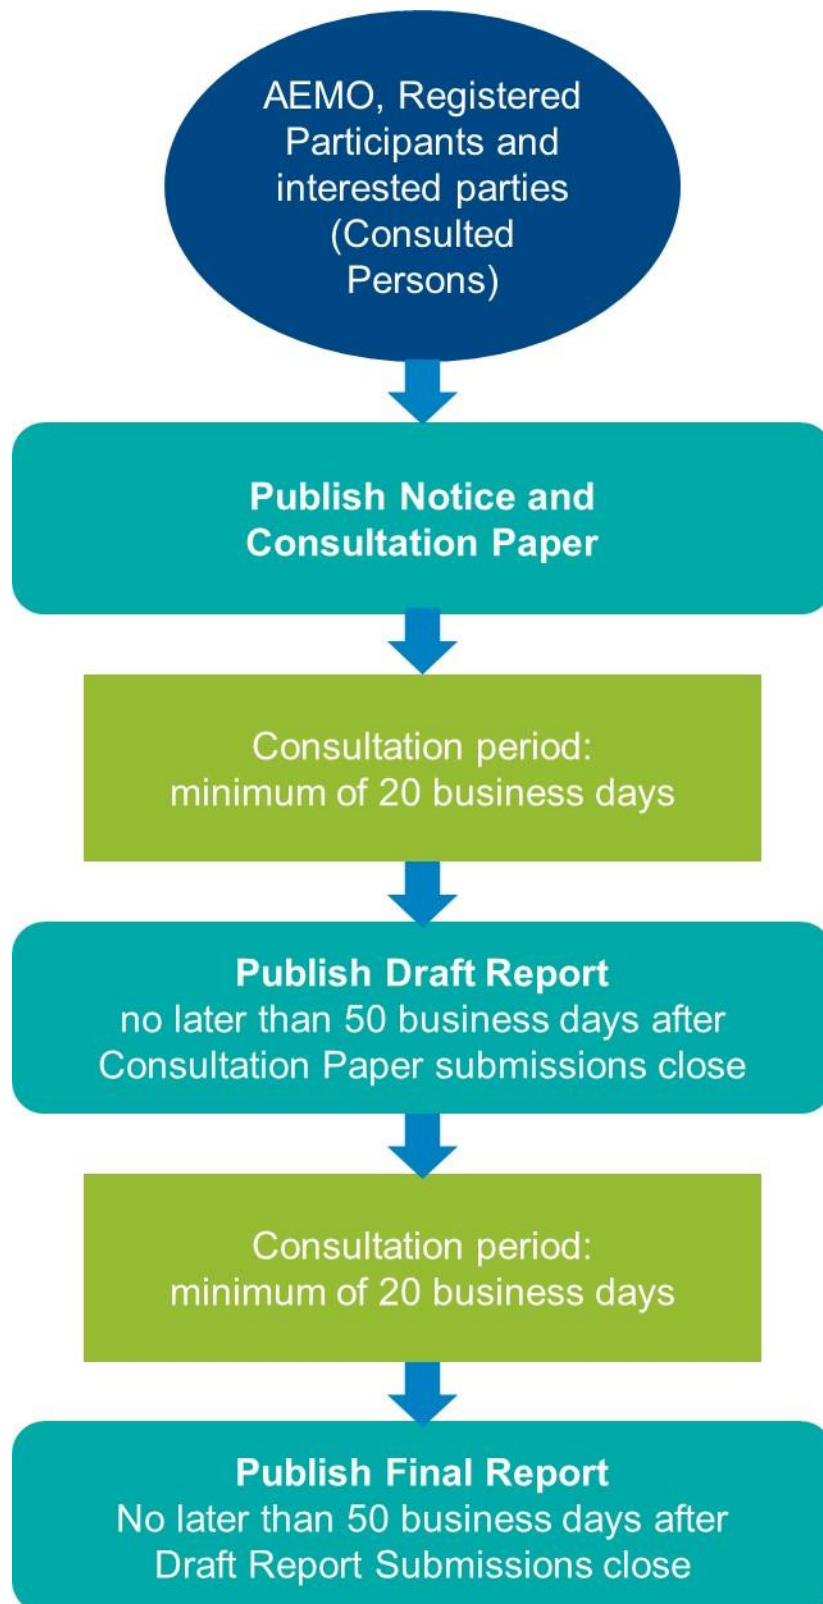 AEMO, Registered
Participants and
interested parties
(Consulted
Persons)
Publish Notice and
Consultation Paper
Consultation period:
minimum of 20 business days
Publish Draft Report
no later than 50 business days after
Consultation Paper submissions close
Consultation period:
minimum of 20 business days
Publish Final Report
No later than 50 business days after
Draft Report Submissions close